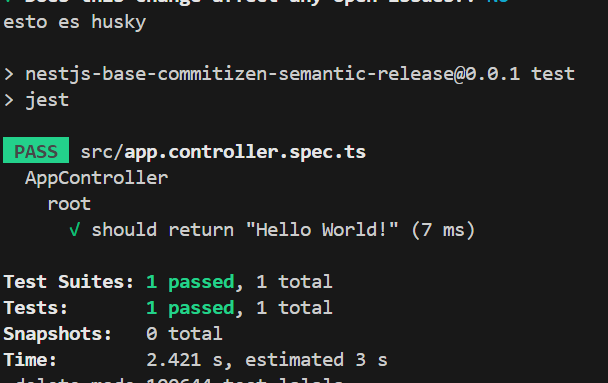 esto es husky
> nestjs-base-commitizen-semantic-release@0.0.1 test
> jest
PASS src/app.controller.spec.ts
AppController
root
√ should return "Hello World!" (7 ms)
Test Suites: 1 passed, 1 total
Tests: 1 passed, 1 total
Snapshots: 0 total
Time: 2.421 s, estimated 3 s